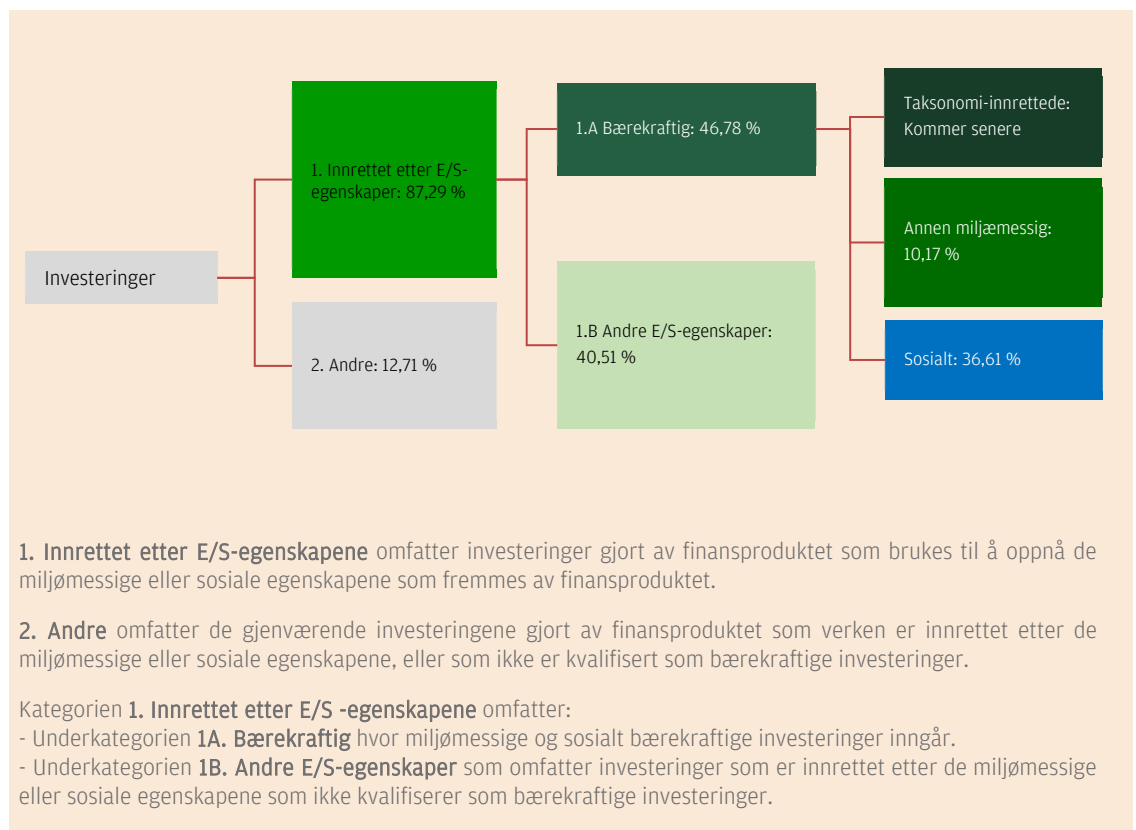 Investeringer
1. Innrettet etter E/S-
egenskaper: 87,29 %
2. Andre: 12,71 %
1.A Bærekraftig: 46,78 %
1.B Andre E/S-egenskaper:
40,51 %
Taksonomi-innrettede:
Kommer senere
Annen miljæmessig:
10,17 %
Sosialt: 36,61 %
1. Innrettet etter E/S-egenskapene omfatter investeringer gjort av finansproduktet som brukes til å oppnå de
miljømessige eller sosiale egenskapene som fremmes av finansproduktet.
2. Andre omfatter de gjenværende investeringene gjort av finansproduktet som verken er innrettet etter de
miljømessige eller sosiale egenskapene, eller som ikke er kvalifisert som bærekraftige investeringer.
Kategorien 1. Innrettet etter E/S -egenskapene omfatter:
- Underkategorien 1A. Bærekraftig hvor miljømessige og sosialt bærekraftige investeringer inngår.
- Underkategorien 1B. Andre E/S-egenskaper som omfatter investeringer som er innrettet etter de miljømessige
eller sosiale egenskapene som ikke kvalifiserer som bærekraftige investeringer.